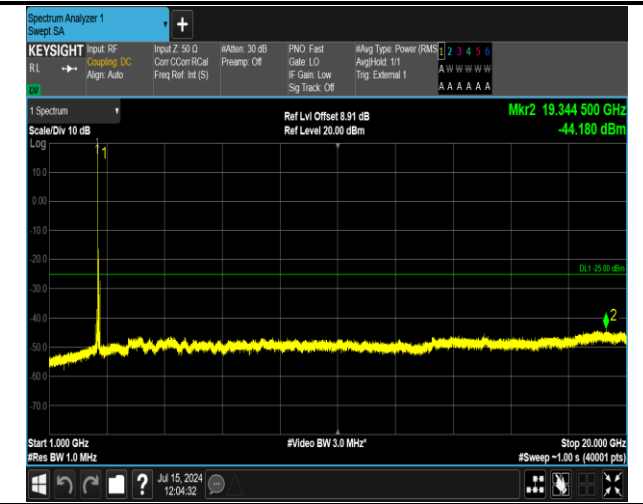 Spectrum Analyzer 1
Swept SA
+
KEYSIGHT Input: RF Input Z: 50 Ω #Atten: 30 dB PNO: Fast #Avg Type: Power (RMS 1 2 3 4 5 6
RL Coupling: DC Corr CCorr RCal Preamp: Off Gate: LO Avg|Hold: 1/1 A W W W W W
Align: Auto Freq Ref: Int (S) IF Gain: Low Trig: External 1
Sig Track: Off A A A A A A
LXI
1 Spectrum Ref Lvl Offset 8.91 dB Mkr2 19.344 500 GHz
Scale/Div 10 dB Ref Level 20.00 dBm -44.180 dBm
Log
1
10.0
0.00
-10.0
-20.0
DL1 -25.00 dBm
-30.0
-40.0
2
-50.0
-60.0
-70.0
Start 1.000 GHz #Video BW 3.0 MHz* Stop 20.000 GHz
#Res BW 1.0 MHz #Sweep ~1.00 s (40001 pts)
? Jul 15, 2024
12:04:32